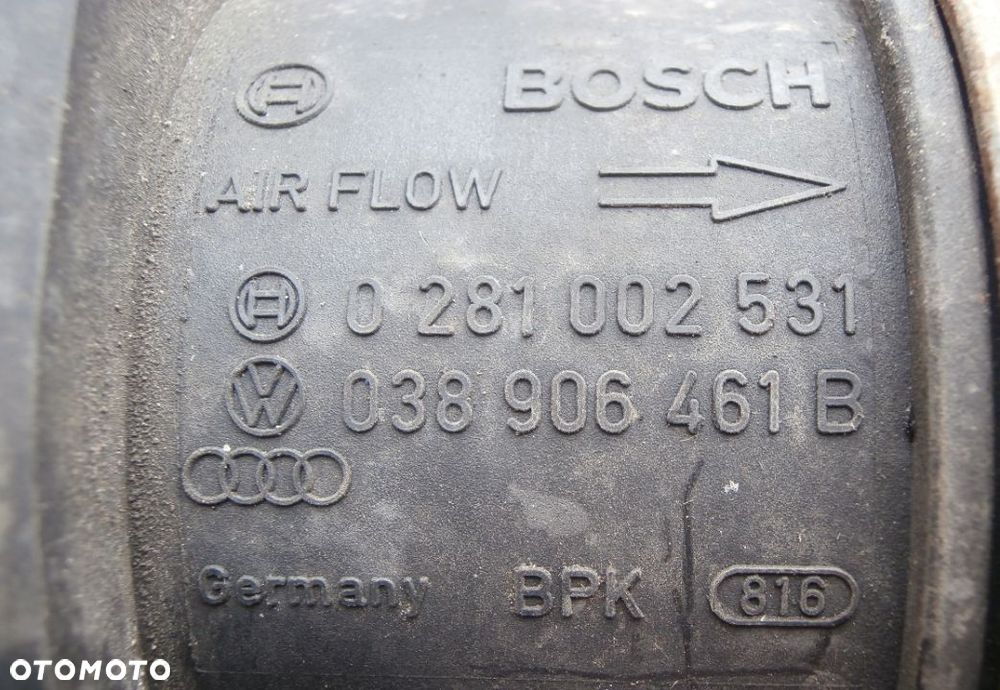 BOSCH
AIR FLOW
0 281 002 531
038 906 461 B
Germany BPK 816
OTOMOTO